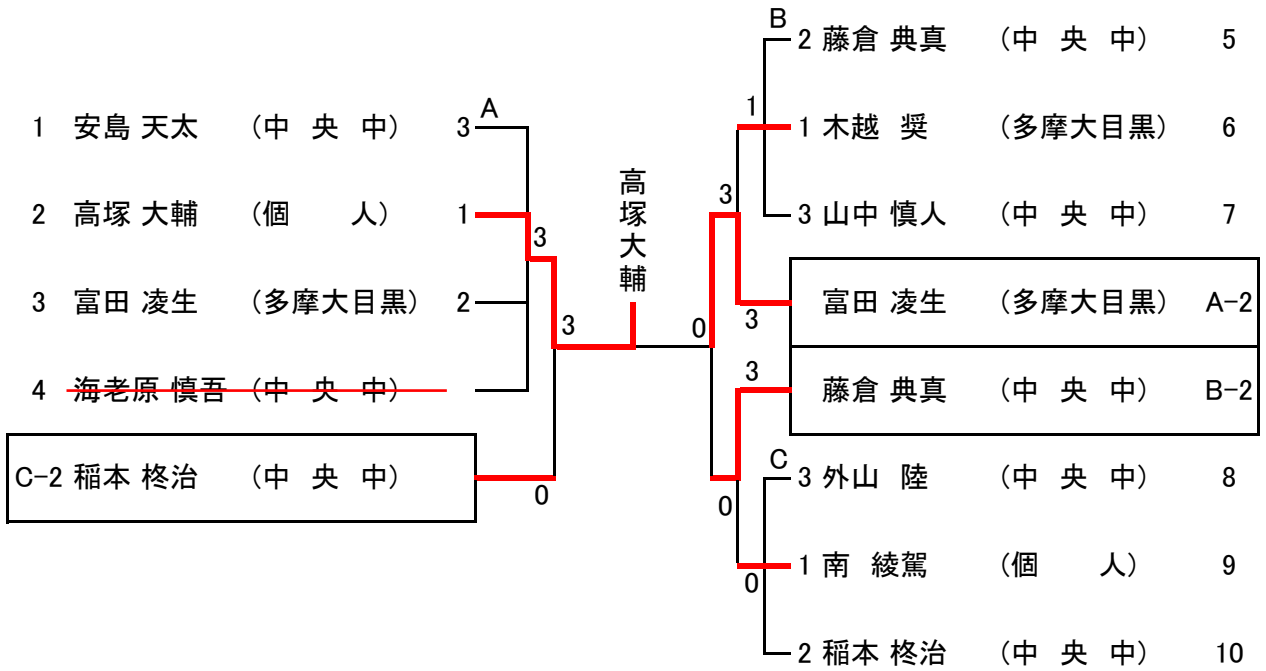 A
1 安島 天太 (中 央 中) 3
2 高塚 大輔 (個 人) 1
3
3 富田 凌生 (多摩大目黒) 2
3
4 海老原 慎吾 (中 央 中)
C-2 稲本 柊治 (中 央 中)
0
高塚大輔
B
2 藤倉 典真 (中 央 中) 5
1
1 木越 奨 (多摩大目黒) 6
3
3 山中 慎人 (中 央 中) 7
富田 凌生 (多摩大目黒) A-2
3
0
3
藤倉 典真 (中 央 中) B-2
C
3 外山 陸 (中 央 中) 8
0
1 南 綾駕 (個 人) 9
0
2 稲本 柊治 (中 央 中) 10